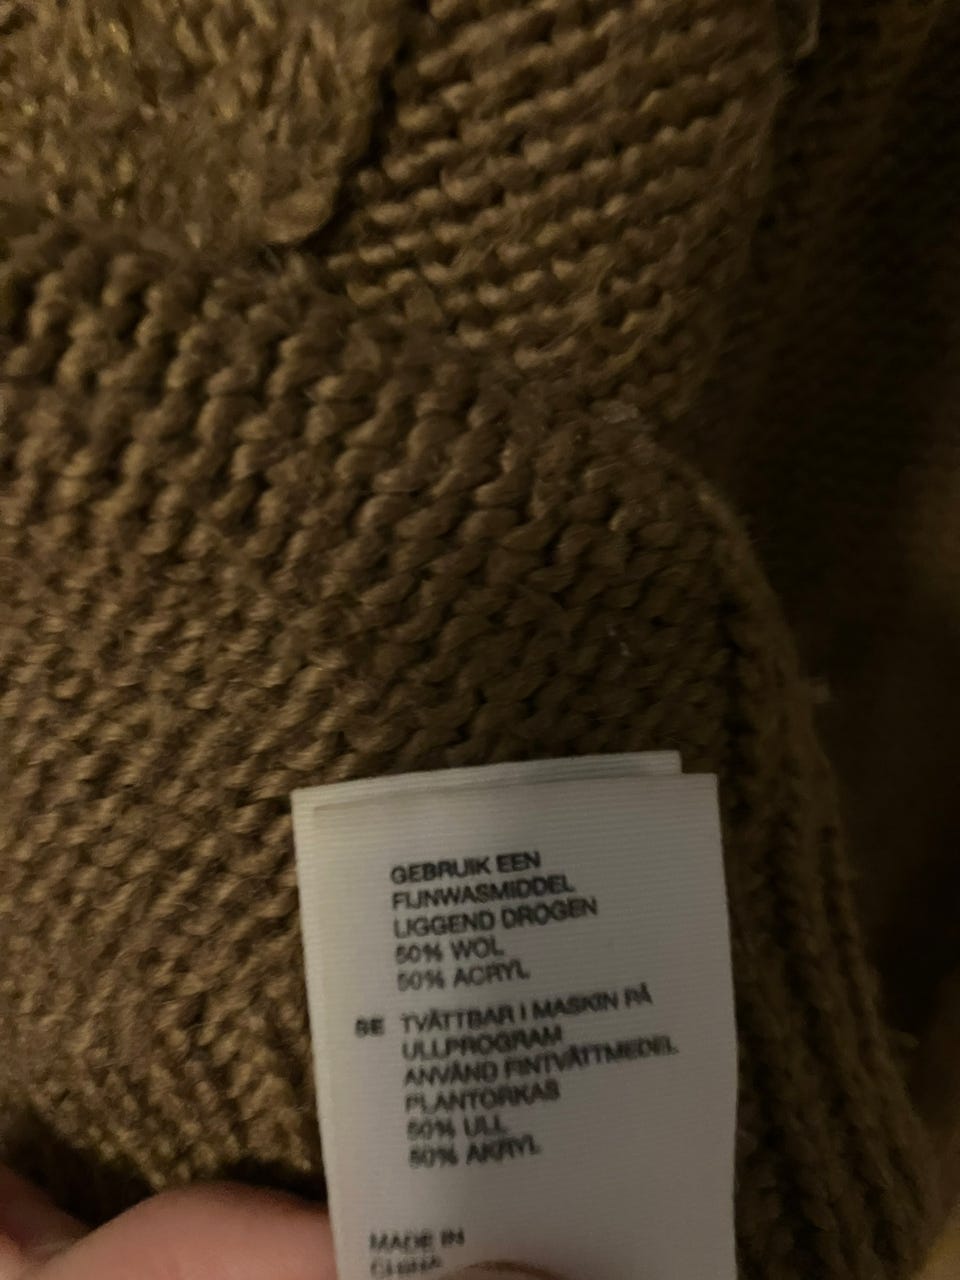 GEBRUIK EEN
FIJNWASMIDDEL
LIGGEND DROGEN
50% WOL
50% ACRYL
SE TVÄTTBAR I MASKIN PÅ
ULLPROGRAM
ANVÄND FINTVÄTTMEDEL
PLANTORKAS
50% ULL
50% AKRYL
MADE IN
CHINA